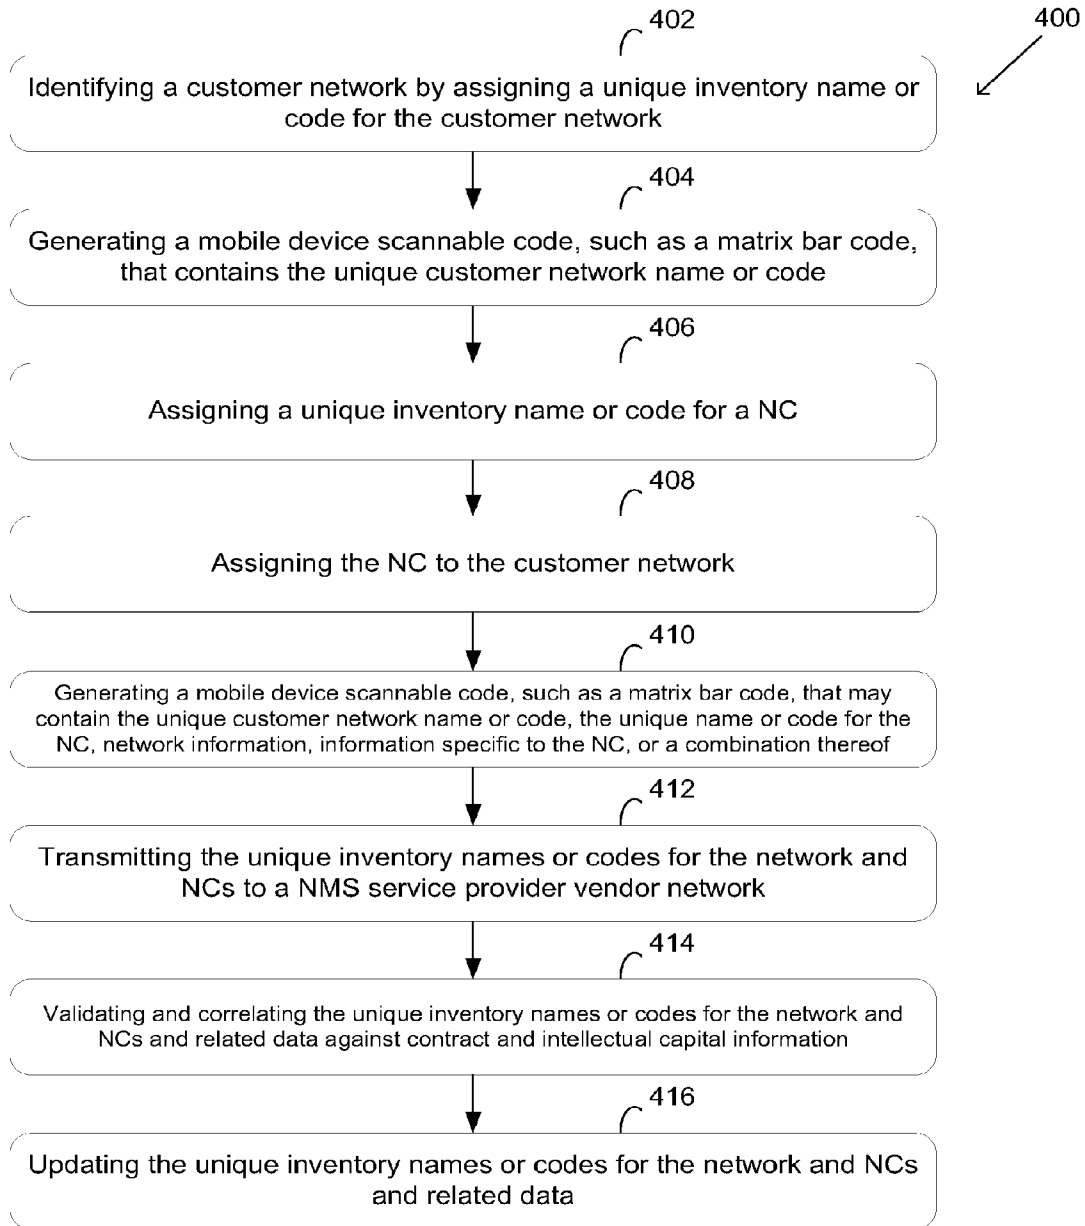 402
400
Identifying a customer network by assigning a unique inventory name or
code for the customer network
404
Generating a mobile device scannable code, such as a matrix bar code,
that contains the unique customer network name or code
406
Assigning a unique inventory name or code for a NC
408
Assigning the NC to the customer network
410
Generating a mobile device scannable code, such as a matrix bar code, that may
contain the unique customer network name or code, the unique name or code for the
NC, network information, information specific to the NC, or a combination thereof
412
Transmitting the unique inventory names or codes for the network and
NCs to a NMS service provider vendor network
414
Validating and correlating the unique inventory names or codes for the network and
NCs and related data against contract and intellectual capital information
416
Updating the unique inventory names or codes for the network and NCs
and related data